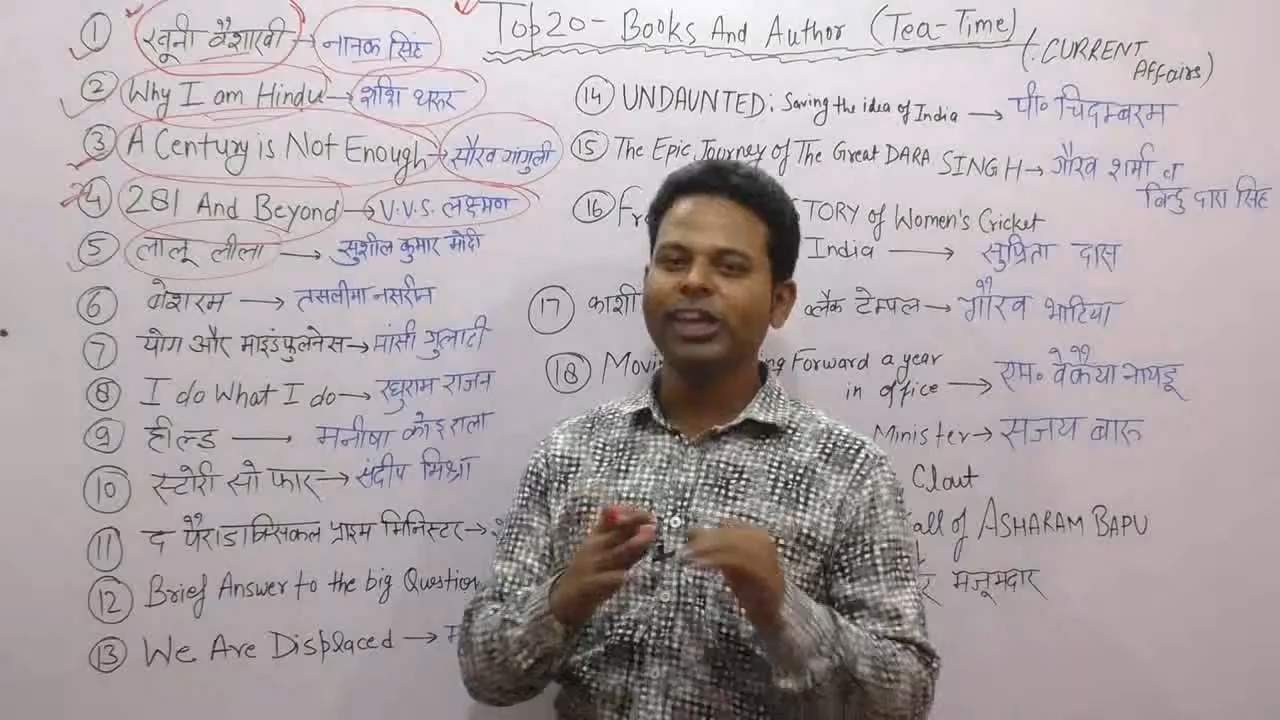 Top 20 - Books And Author (Tea-Time)
(CURRENT
Affairs)
① खूनी वैशाखी → नानक सिंह
② Why I am Hindu → शशि थरूर
③ A Century is Not Enough → सौरव गांगुली
④ 281 And Beyond → V.V.S. लक्ष्मण
⑤ लालू लीला → सुशील कुमार मोदी
⑥ बेशरम → तसलीमा नसरीन
⑦ योग और माइंडफुलनेस → मांसी गुलाटी
⑧ I do What I do → रघुराम राजन
⑨ हील्ड — मनीषा कोइराला
⑩ स्टोरी सो फार → संदीप मिश्रा
⑪ द पैराडाक्सिकल प्राइम मिनिस्टर →
⑫ Brief Answer to the big Question
⑬ We Are Displaced →
⑭ UNDAUNTED: Saving the idea of India → पी॰ चिदम्बरम
⑮ The Epic Journey of The Great DARA SINGH → गौरव शर्मा व
बिन्दु दारा सिंह
⑯ TORY of Women's Cricket
India → सुप्रिता दास
⑰ काशी ब्लैक टेम्पल → गौरव भाटिया
⑱ Forward a year
in office → एम॰ वेंकैया नायडू
Minister → संजय बारू
Clout
all of ASHARAM BAPU
मजूमदार